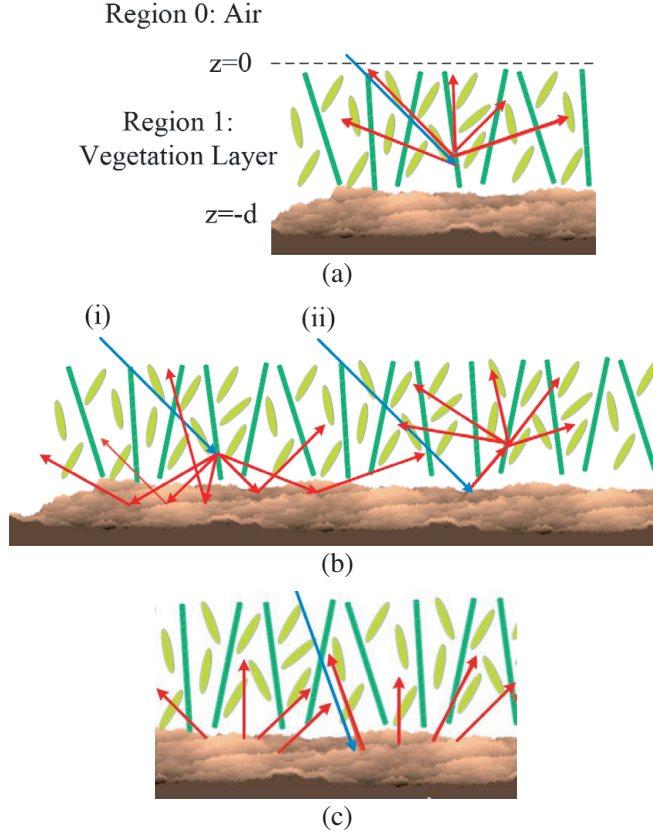 Region 0: Air
z=0
Region 1:
Vegetation Layer
z=-d
(a)
(i)
(ii)
(b)
(c)